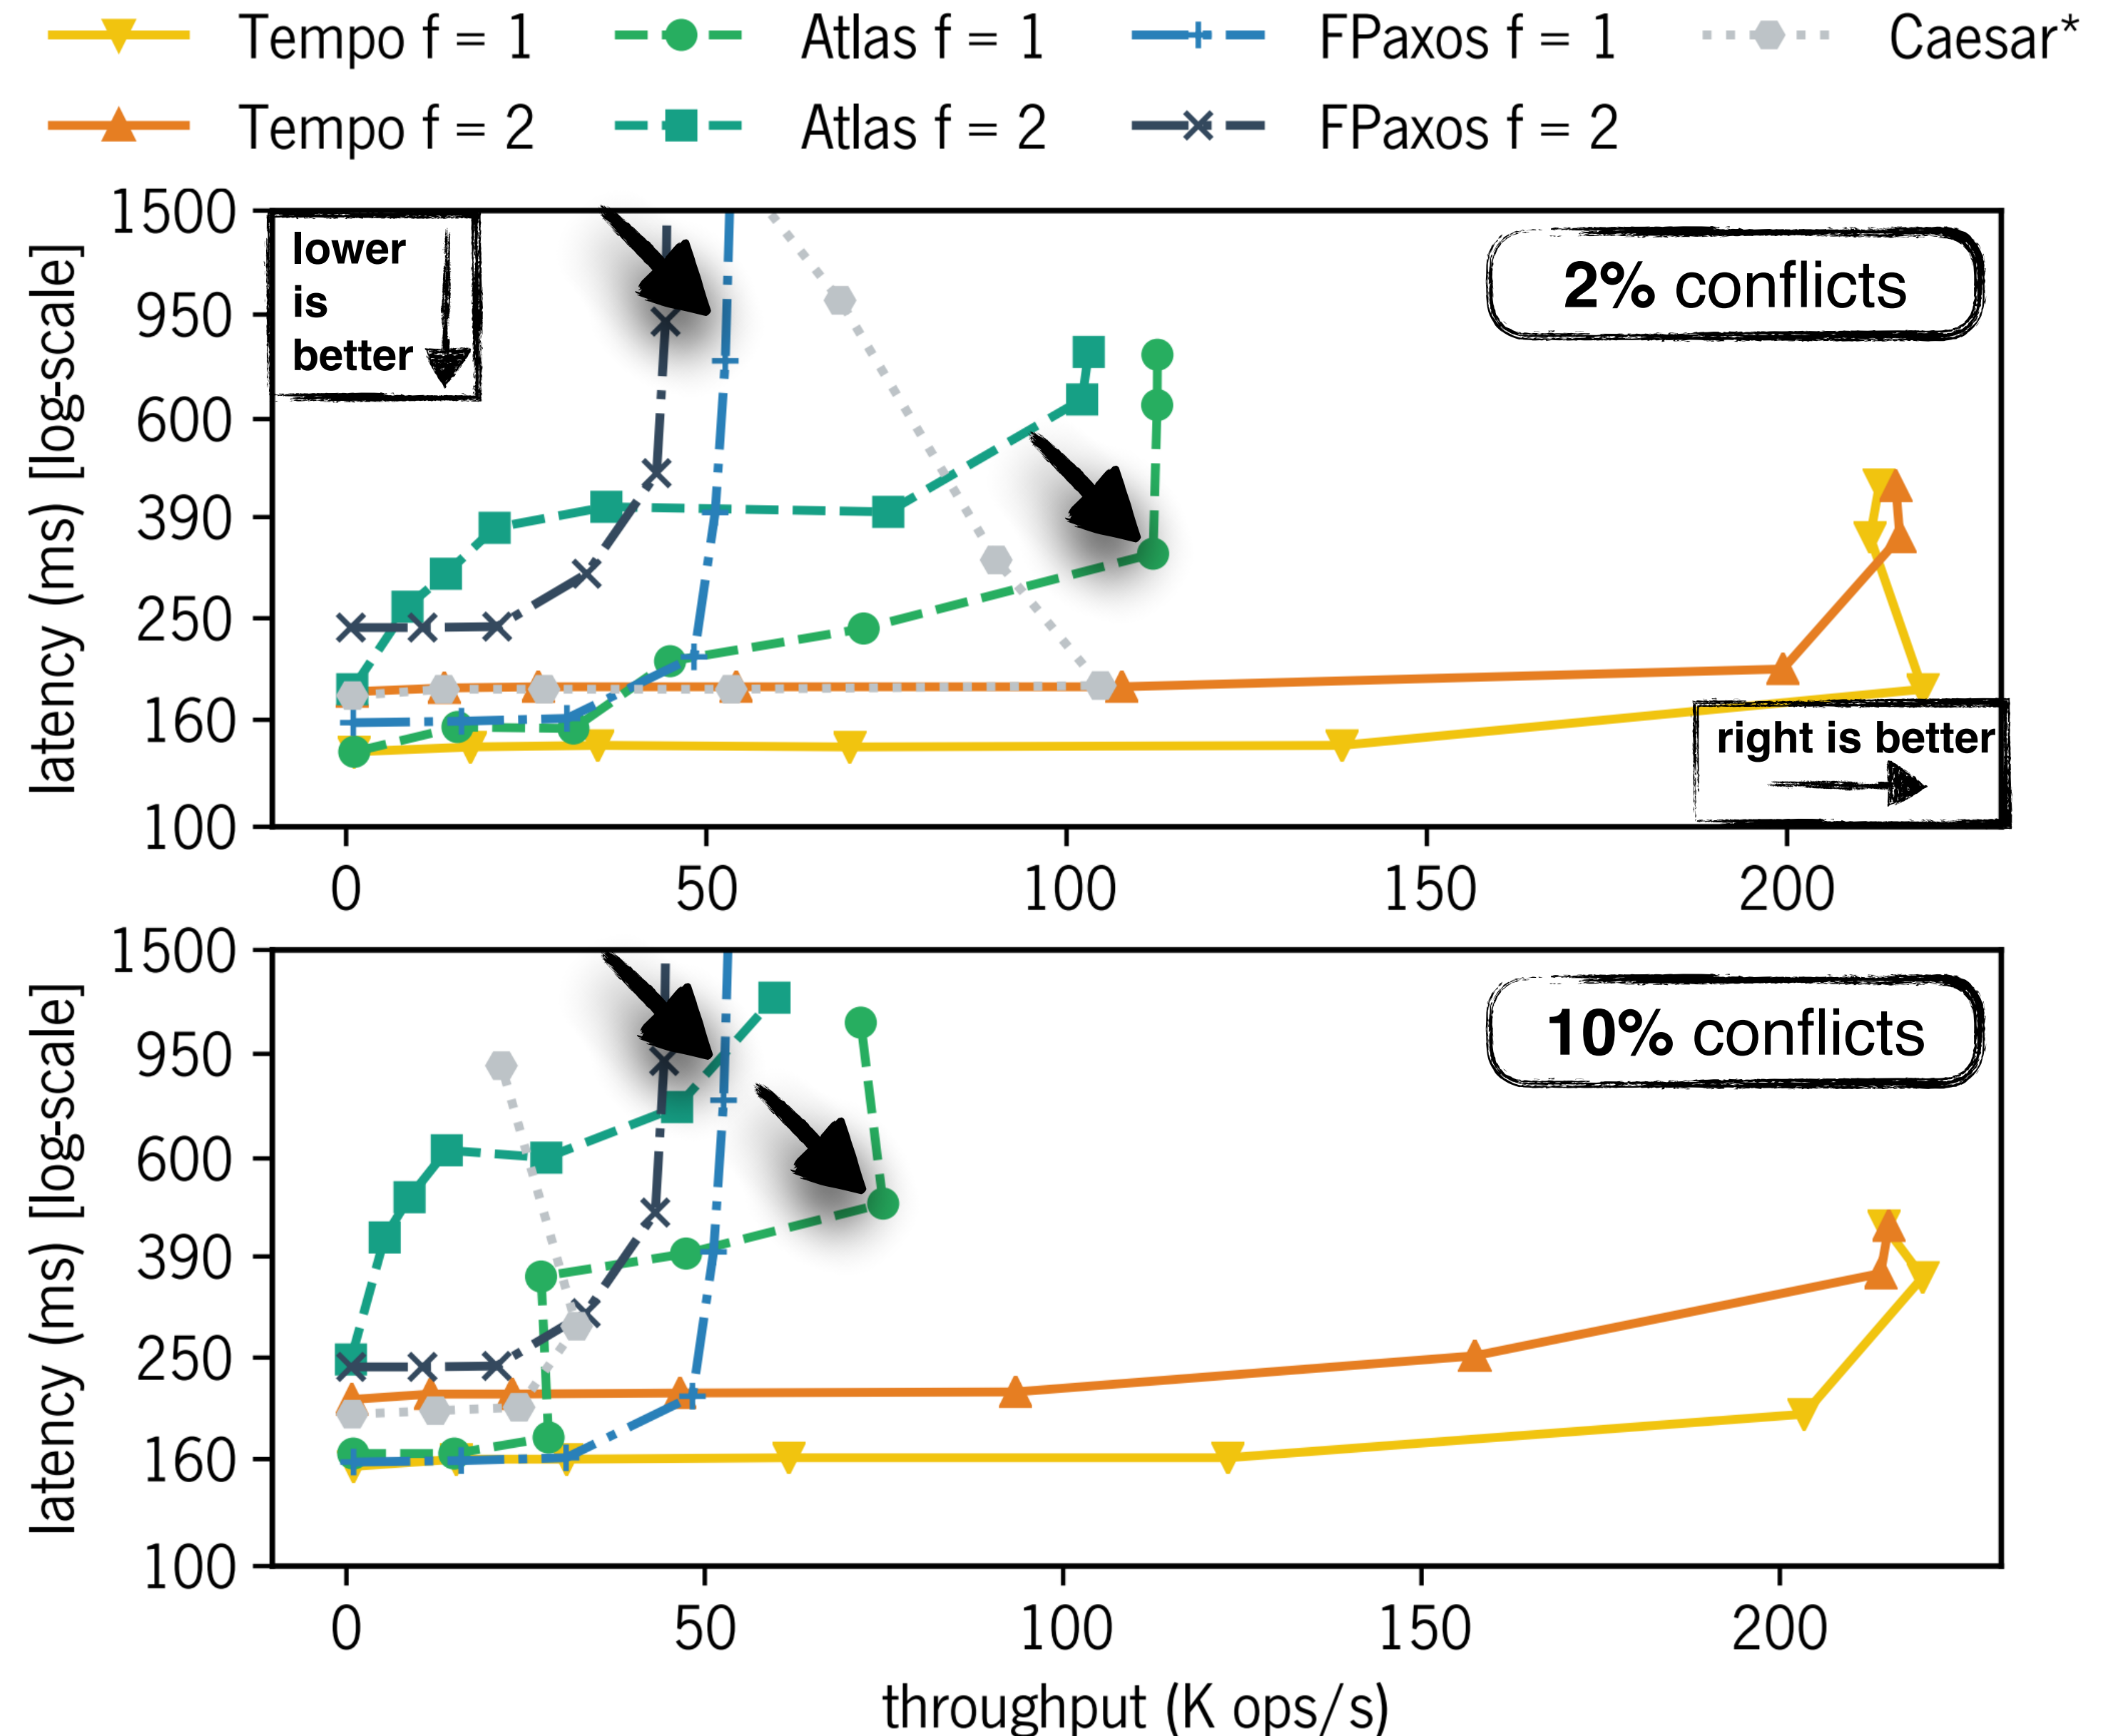 Tempo f = 1 Atlas f = 1 FPaxos f = 1 Caesar*
Tempo f = 2 Atlas f = 2 FPaxos f = 2
latency (ms) [log-scale]
1500
950
600
390
250
160
100
lower
is
better
2% conflicts
right is better
0 50 100 150 200
latency (ms) [log-scale]
1500
950
600
390
250
160
100
10% conflicts
0 50 100 150 200
throughput (K ops/s)